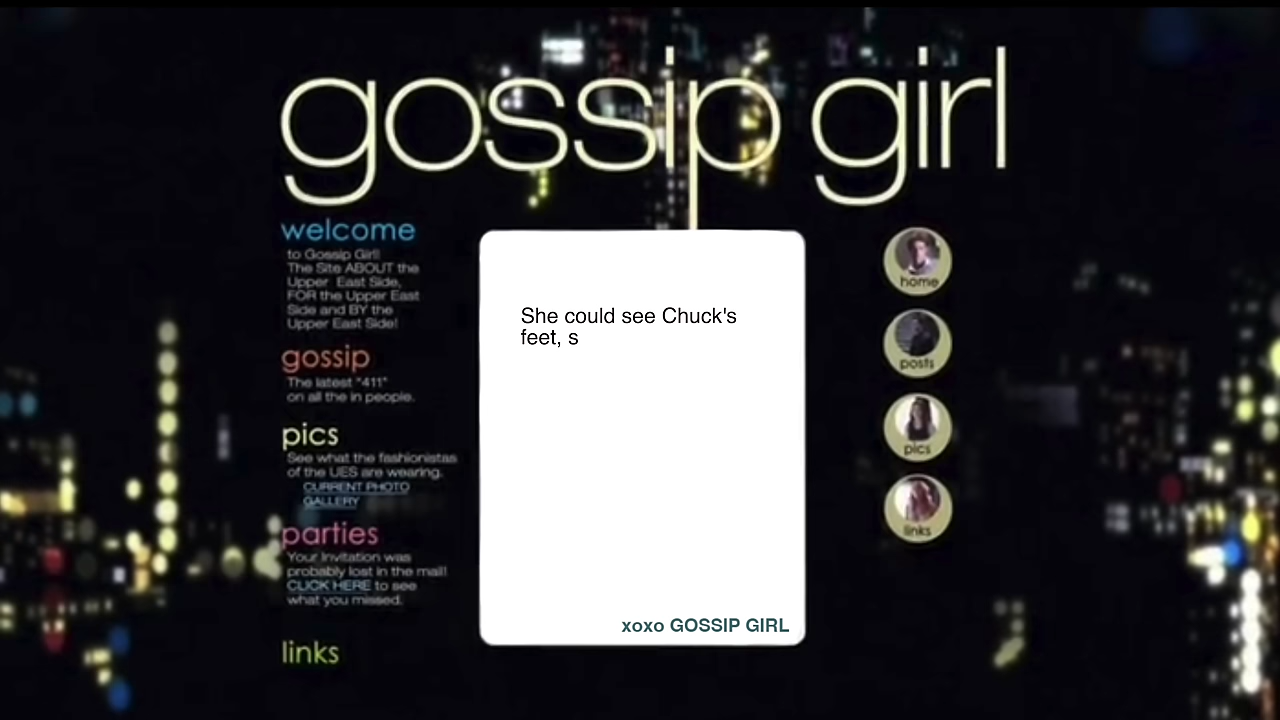 gossip girl
welcome
to Gossip Girl!
The Site ABOUT the
Upper East Side,
FOR the Upper East
Side and BY the
Upper East Side!
gossip
The latest "411"
on all the in people.
pics
See what the fashionistas
of the UES are wearing.
CURRENT PHOTO
GALLERY
parties
Your Invitation was
probably lost in the mail!
CLICK HERE to see
what you missed.
links
She could see Chuck's
feet, s
xoxo GOSSIP GIRL
home
posts
pics
links